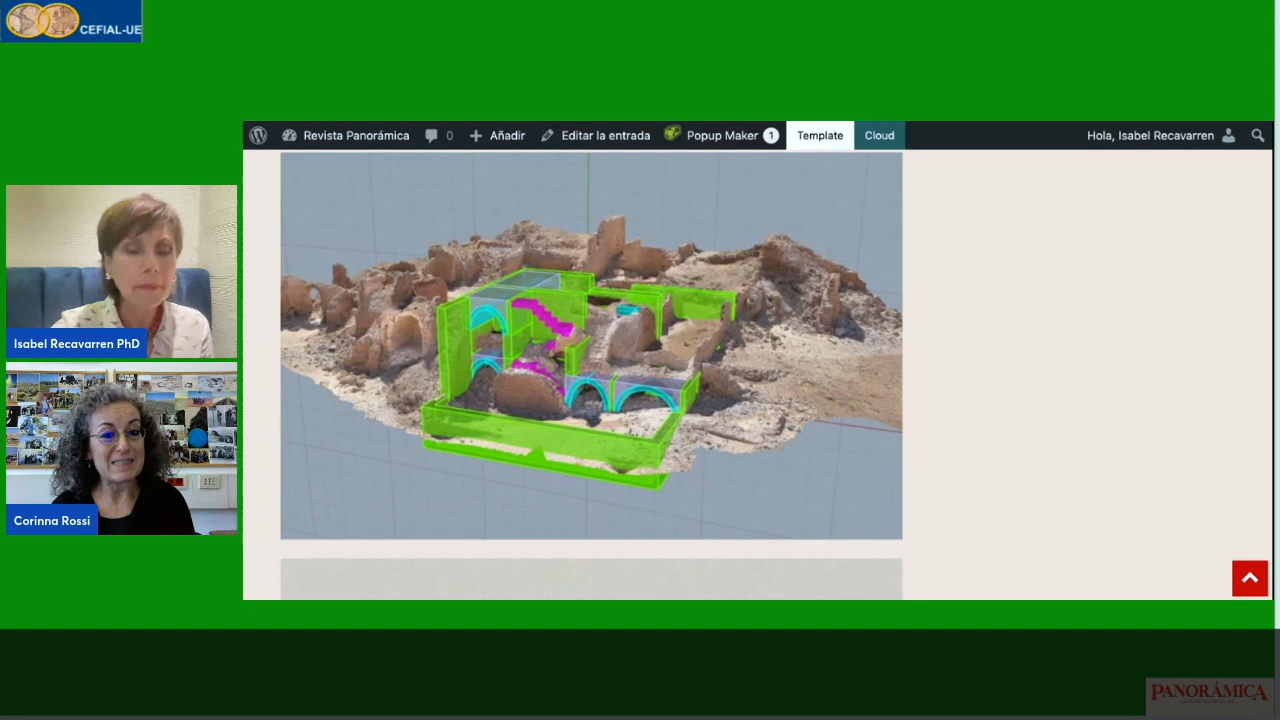 CEFIAL-UE
Revista Panorámica 0 Añadir Editar la entrada Popup Maker 1 Template Cloud Hola, Isabel Recavarren
Isabel Recavarren PhD
Corinna Rossi
PANORÁMICA